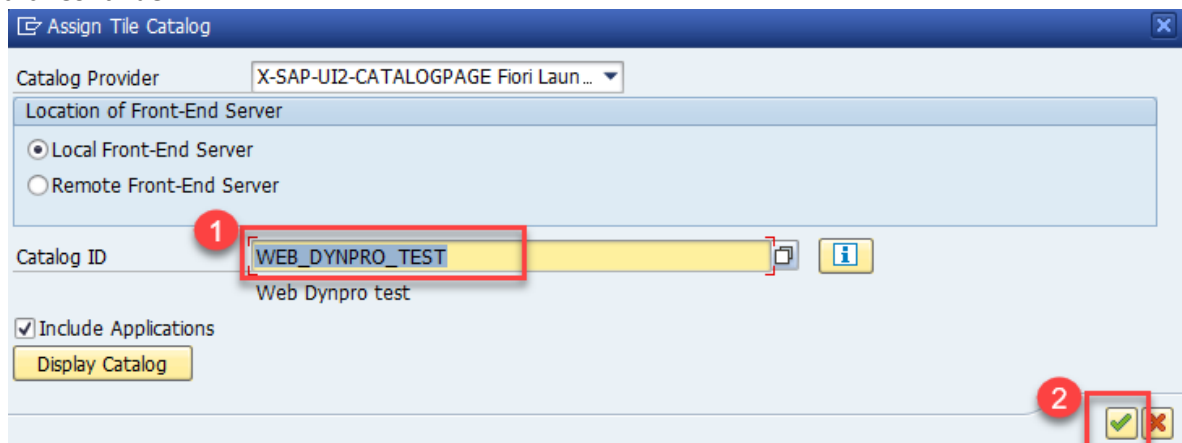 Assign Tile Catalog
Catalog Provider X-SAP-UI2-CATALOGPAGE Fiori Laun...
Location of Front-End Server
Local Front-End Server
Remote Front-End Server
1
Catalog ID WEB_DYNPRO_TEST
Web Dynpro test
Include Applications
Display Catalog
2